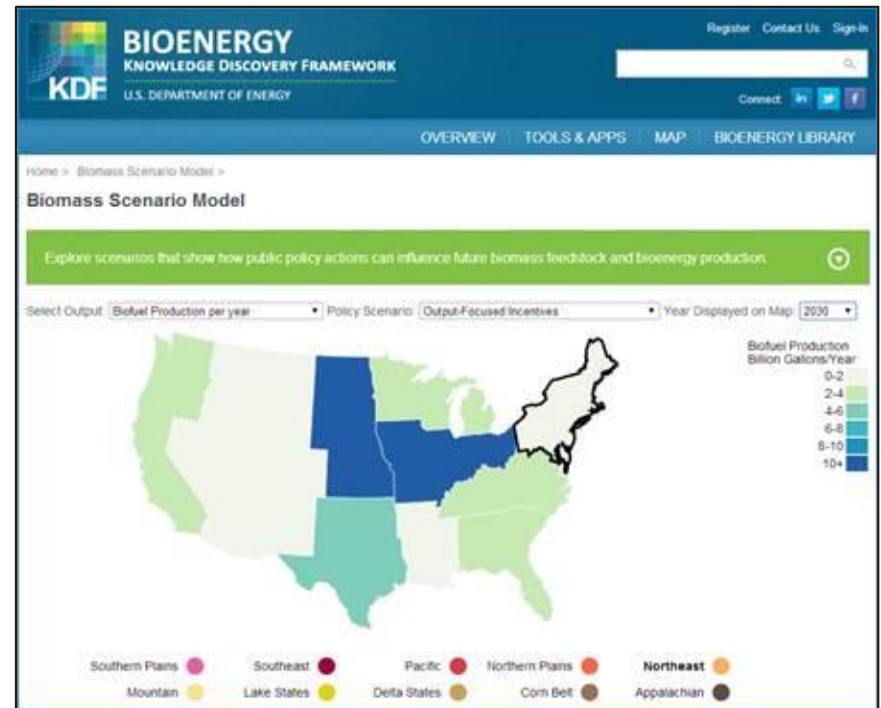 Register Contact Us Sign-In
BIOENERGY
KNOWLEDGE DISCOVERY FRAMEWORK
KDF
U.S. DEPARTMENT OF ENERGY
Connect in f
OVERVIEW TOOLS & APPS MAP BIOENERGY LIBRARY
Home > Biomass Scenario Model >
Biomass Scenario Model
Explore scenarios that show how public policy actions can influence future biomass feedstock and bioenergy production.
Select Output: Biofuel Production per year Policy Scenario: Output-Focused Incentives Year Displayed on Map: 2030
Biofuel Production
Billion Gallons/Year
0-2
2-4
4-6
6-8
8-10
10+
Southern Plains Southeast Pacific Northern Plains Northeast
Mountain Lake States Delta States Corn Belt Appalachian